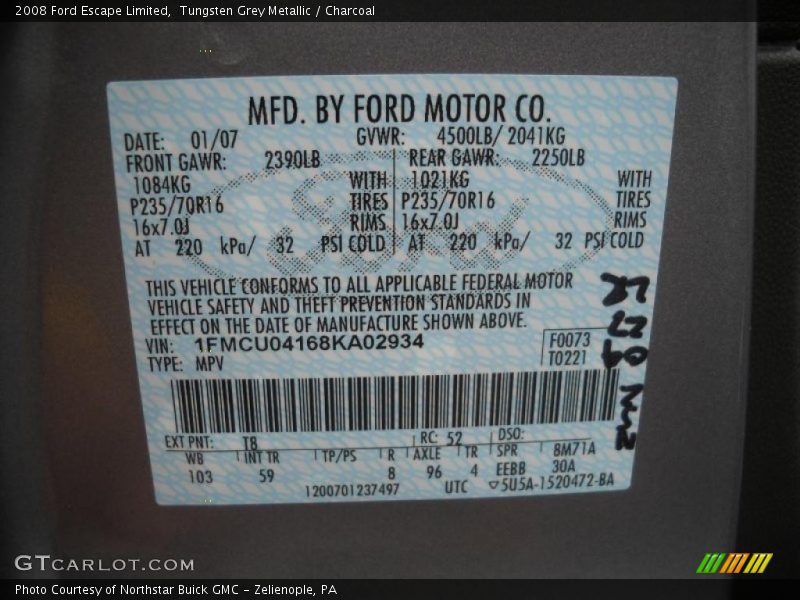 2008 Ford Escape Limited,  Tungsten Grey Metallic / Charcoal
MFD. BY FORD MOTOR CO.
DATE: 01/07 GVWR: 4500LB/ 2041KG
FRONT GAWR: 2390LB REAR GAWR: 2250LB
1084KG WITH 1021KG WITH
P235/70R16 TIRES P235/70R16 TIRES
16x7.0J RIMS 16x7.0J RIMS
AT 220 kPa/ 32 PSI COLD AT 220 kPa/ 32 PSI COLD
Ford
THIS VEHICLE CONFORMS TO ALL APPLICABLE FEDERAL MOTOR
VEHICLE SAFETY AND THEFT PREVENTION STANDARDS IN
EFFECT ON THE DATE OF MANUFACTURE SHOWN ABOVE.
VIN: 1FMCU04168KA02934 F0073
TYPE: MPV T0221
EXT PNT: T8 RC: 52 DSO:
WB INT TR TP/PS R AXLE TR SPR 8M71A
103 59 8 96 4 EEBB 30A
1200701237497 UTC ▽5U5A-1520472-BA
GTCARLOT.COM
Photo Courtesy of Northstar Buick GMC - Zelienople, PA